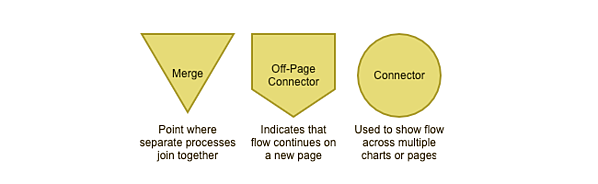 Merge
Off-Page
Connector
Connector
Point where
separate processes
join together
Indicates that
flow continues on
a new page
Used to show flow
across multiple
charts or pages